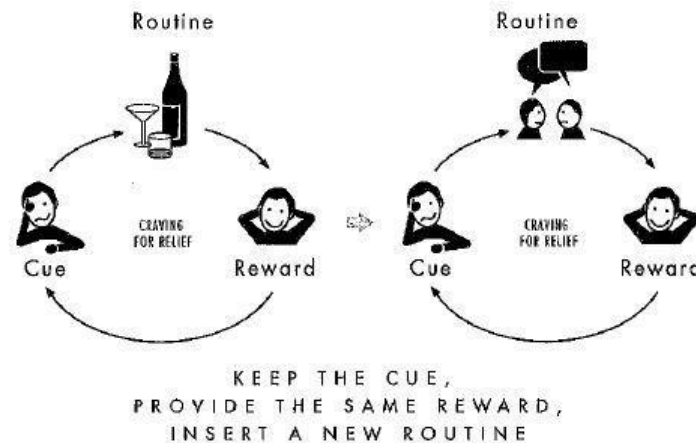 Routine
CRAVING
FOR RELIEF
Cue
Reward
Routine
CRAVING
FOR RELIEF
Cue
Reward
KEEP THE CUE,
PROVIDE THE SAME REWARD,
INSERT A NEW ROUTINE